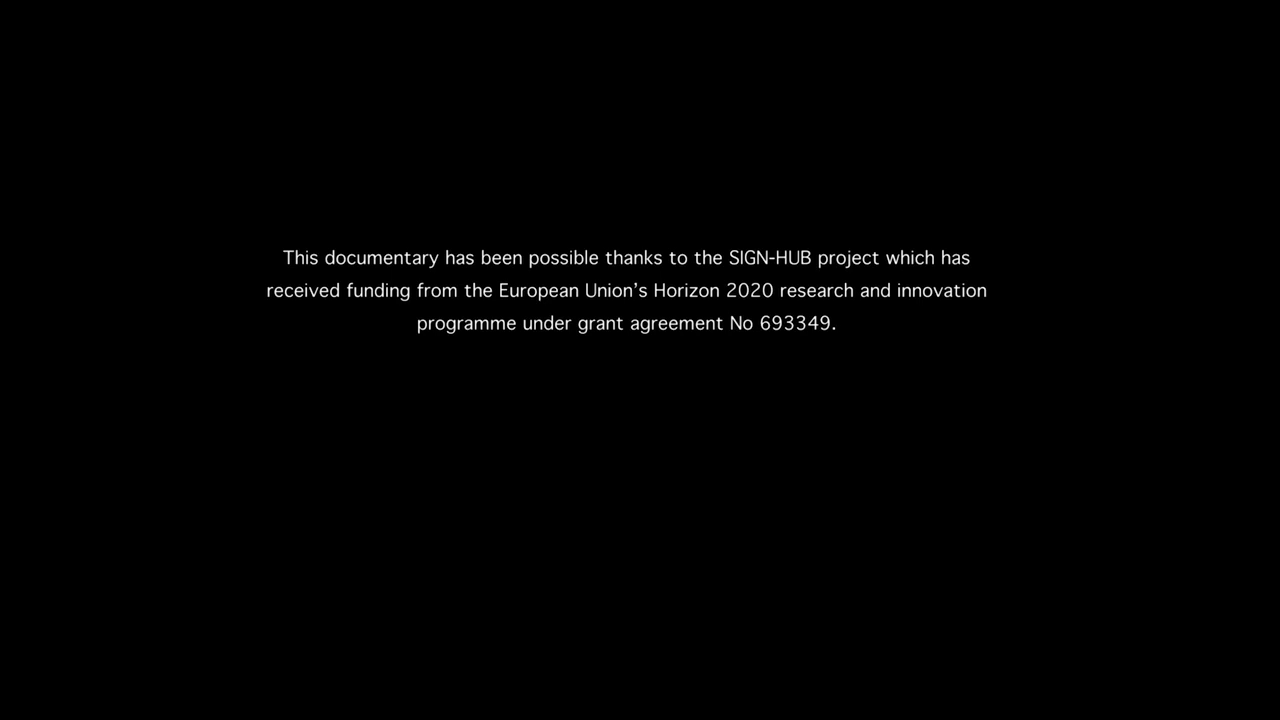 This documentary has been possible thanks to the SIGN-HUB project which has
received funding from the European Union’s Horizon 2020 research and innovation
programme under grant agreement No 693349.